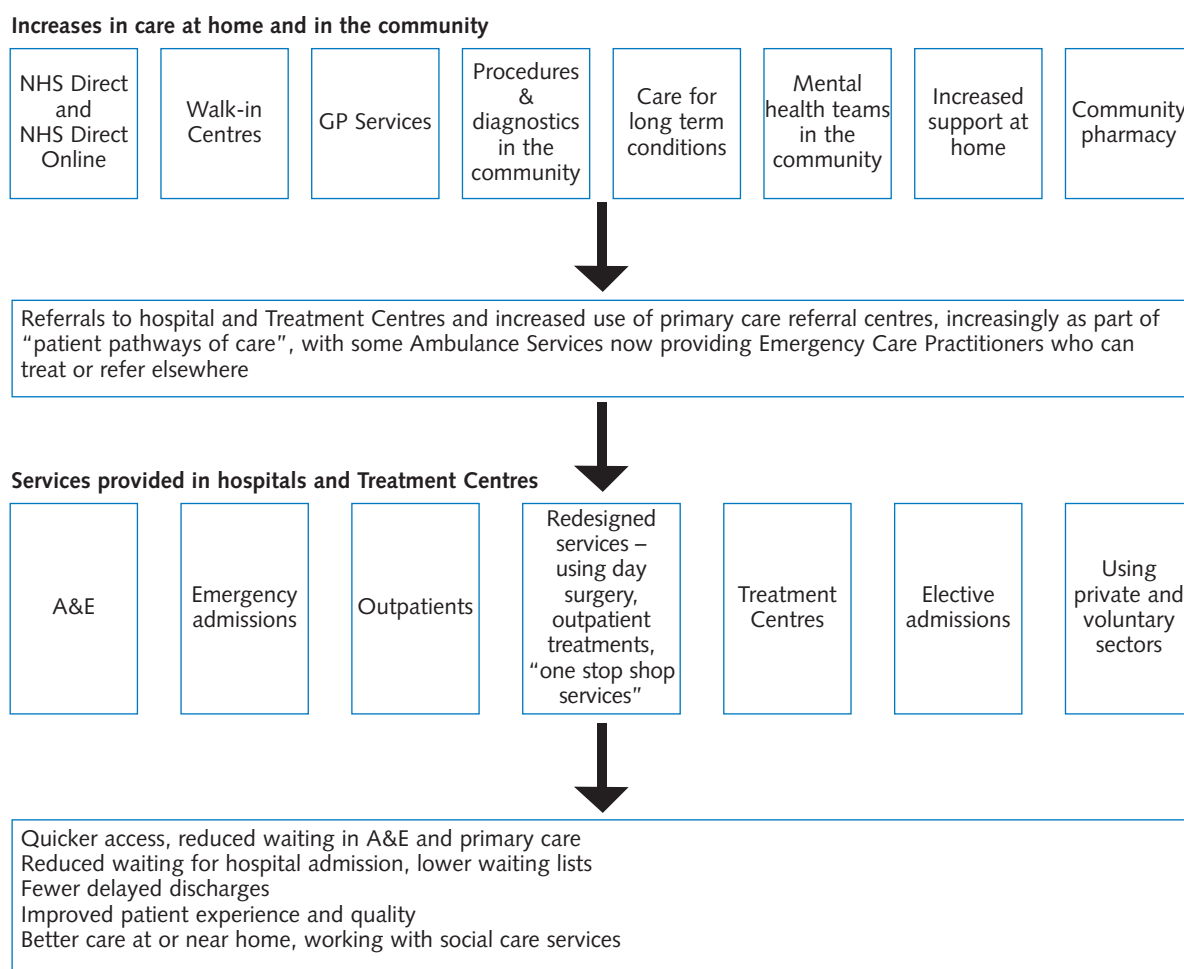 Increases in care at home and in the community
NHS Direct
and
NHS Direct
Online
Walk-in
Centres
GP Services
Procedures
&
diagnostics
in the
community
Care for
long term
conditions
Mental
health teams
in the
community
Increased
support at
home
Community
pharmacy
Referrals to hospital and Treatment Centres and increased use of primary care referral centres, increasingly as part of
“patient pathways of care”, with some Ambulance Services now providing Emergency Care Practitioners who can
treat or refer elsewhere
Services provided in hospitals and Treatment Centres
A&E
Emergency
admissions
Outpatients
Redesigned
services –
using day
surgery,
outpatient
treatments,
“one stop shop
services”
Treatment
Centres
Elective
admissions
Using
private and
voluntary
sectors
Quicker access, reduced waiting in A&E and primary care
Reduced waiting for hospital admission, lower waiting lists
Fewer delayed discharges
Improved patient experience and quality
Better care at or near home, working with social care services